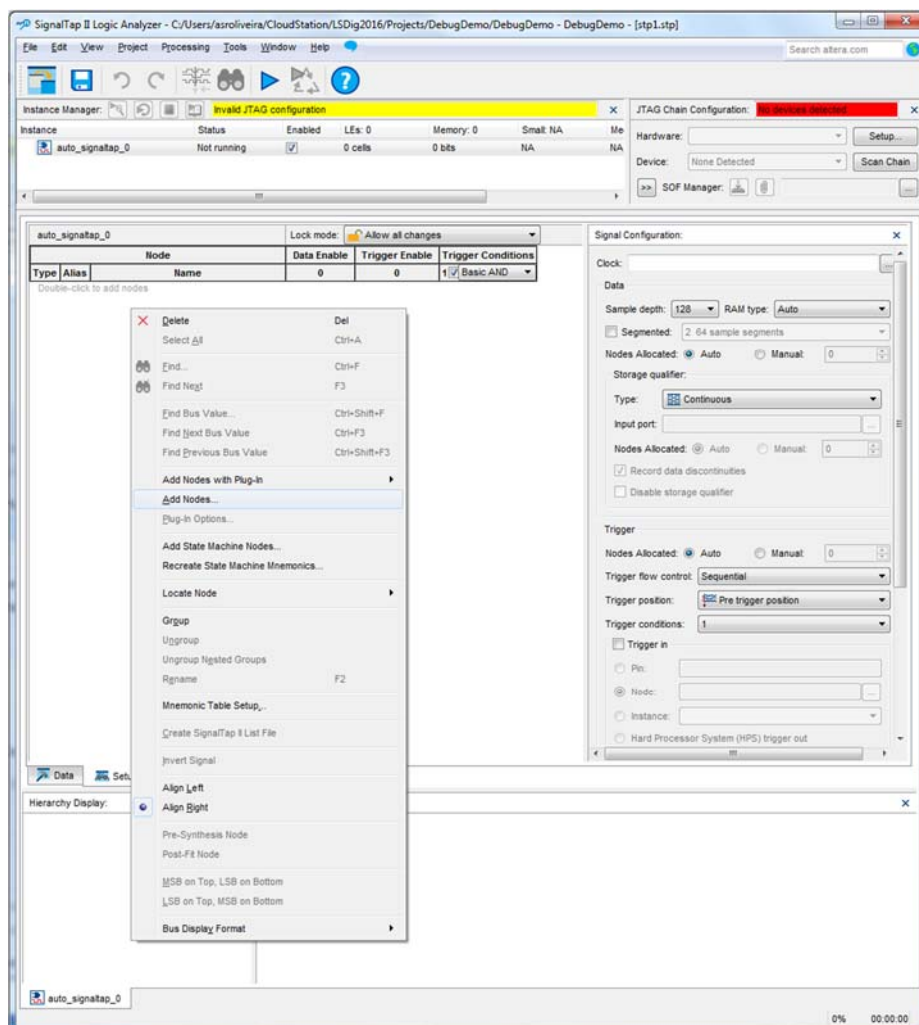 SignalTap II Logic Analyzer - C:/Users/asroliveira/CloudStation/LSDig2016/Projects/DebugDemo/DebugDemo - DebugDemo - [stp1.stp]
File Edit View Project Processing Tools Window Help
Search altera.com
Instance Manager: Invalid JTAG configuration
Instance Status Enabled LEs: 0 Memory: 0 Small: NA Me
auto_signaltap_0 Not running 0 cells 0 bits NA NA
JTAG Chain Configuration: No devices detected
Hardware: Setup...
Device: None Detected Scan Chain
>> SOF Manager: ...
auto_signaltap_0 Lock mode: Allow all changes
Node Data Enable Trigger Enable Trigger Conditions
Type Alias Name 0 0 1 Basic AND
Double-click to add nodes
Delete Del
Select All Ctrl+A
Find... Ctrl+F
Find Next F3
Find Bus Value... Ctrl+Shift+F
Find Next Bus Value Ctrl+F3
Find Previous Bus Value Ctrl+Shift+F3
Add Nodes with Plug-In
Add Nodes...
Plug-In Options...
Add State Machine Nodes...
Recreate State Machine Mnemonics...
Locate Node
Group
Ungroup
Ungroup Nested Groups
Rename F2
Mnemonic Table Setup...
Create SignalTap II List File
Invert Signal
Align Left
Align Right
Pre-Synthesis Node
Post-Fit Node
MSB on Top, LSB on Bottom
LSB on Top, MSB on Bottom
Bus Display Format
Signal Configuration:
Clock: ...
Data
Sample depth: 128 RAM type: Auto
Segmented: 2 64 sample segments
Nodes Allocated: Auto Manual: 0
Storage qualifier:
Type: Continuous
Input port: ...
Nodes Allocated: Auto Manual: 0
Record data discontinuities
Disable storage qualifier
Trigger
Nodes Allocated: Auto Manual: 0
Trigger flow control: Sequential
Trigger position: Pre trigger position
Trigger conditions: 1
Trigger in
Pin:
Node: ...
Instance:
Hard Processor System (HPS) trigger out
Data Setu
Hierarchy Display:
auto_signaltap_0
0% 00:00:00